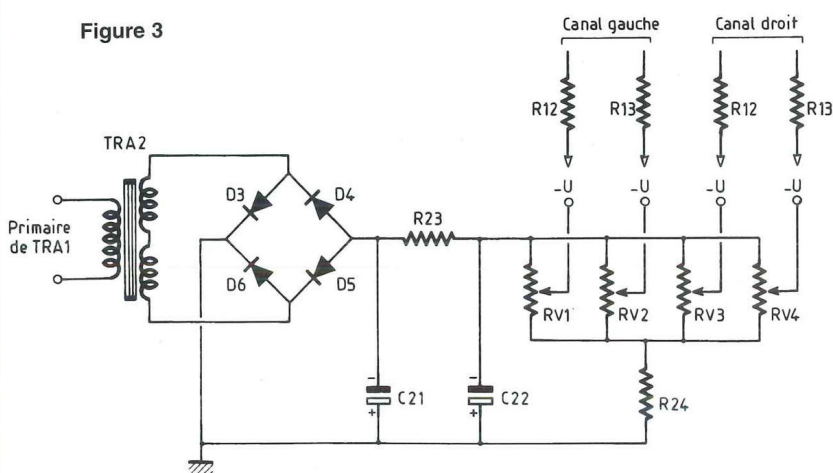 Figure 3
Canal gauche
Canal droit
R12
R13
R12
R13
TRA2
-U
-U
-U
-U
D3
D4
R23
Primaire
de TRA1
D6
D5
RV1
RV2
RV3
RV4
-
C21
+
-
C22
+
R24